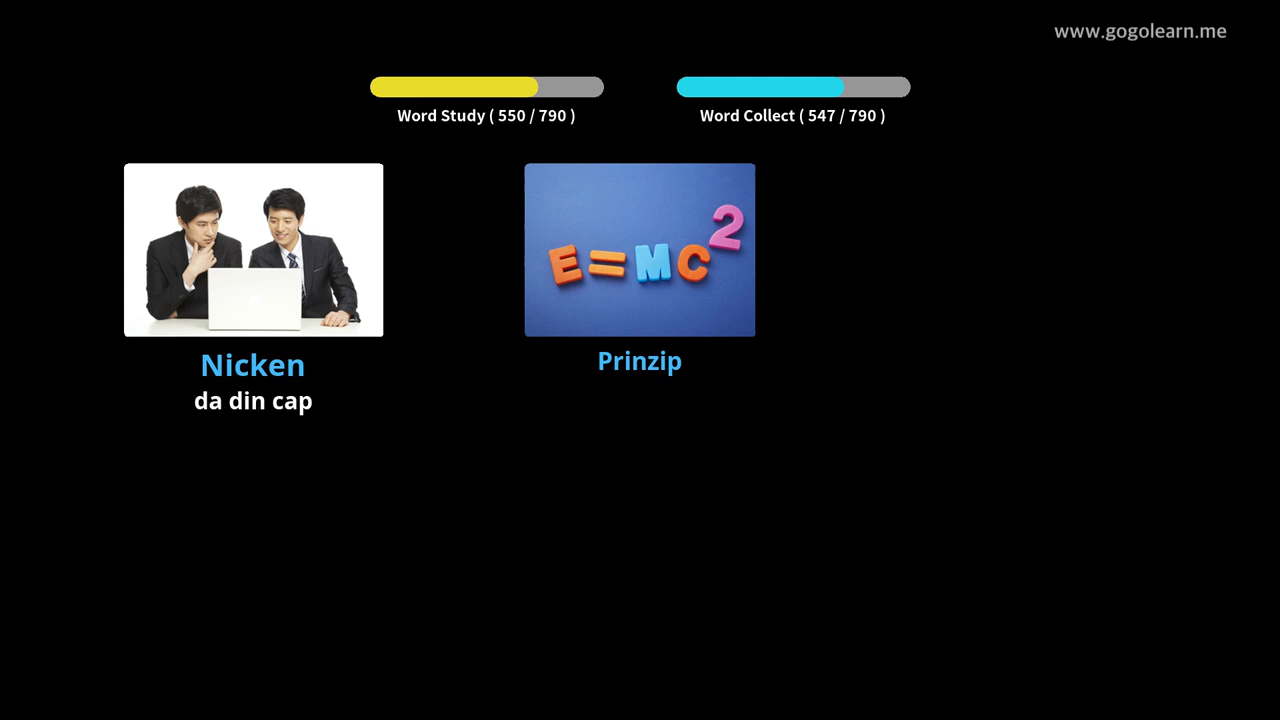 www.gogolearn.me
Word Study ( 550 / 790 )
Word Collect ( 547 / 790 )
E=MC2
Nicken
da din cap
Prinzip